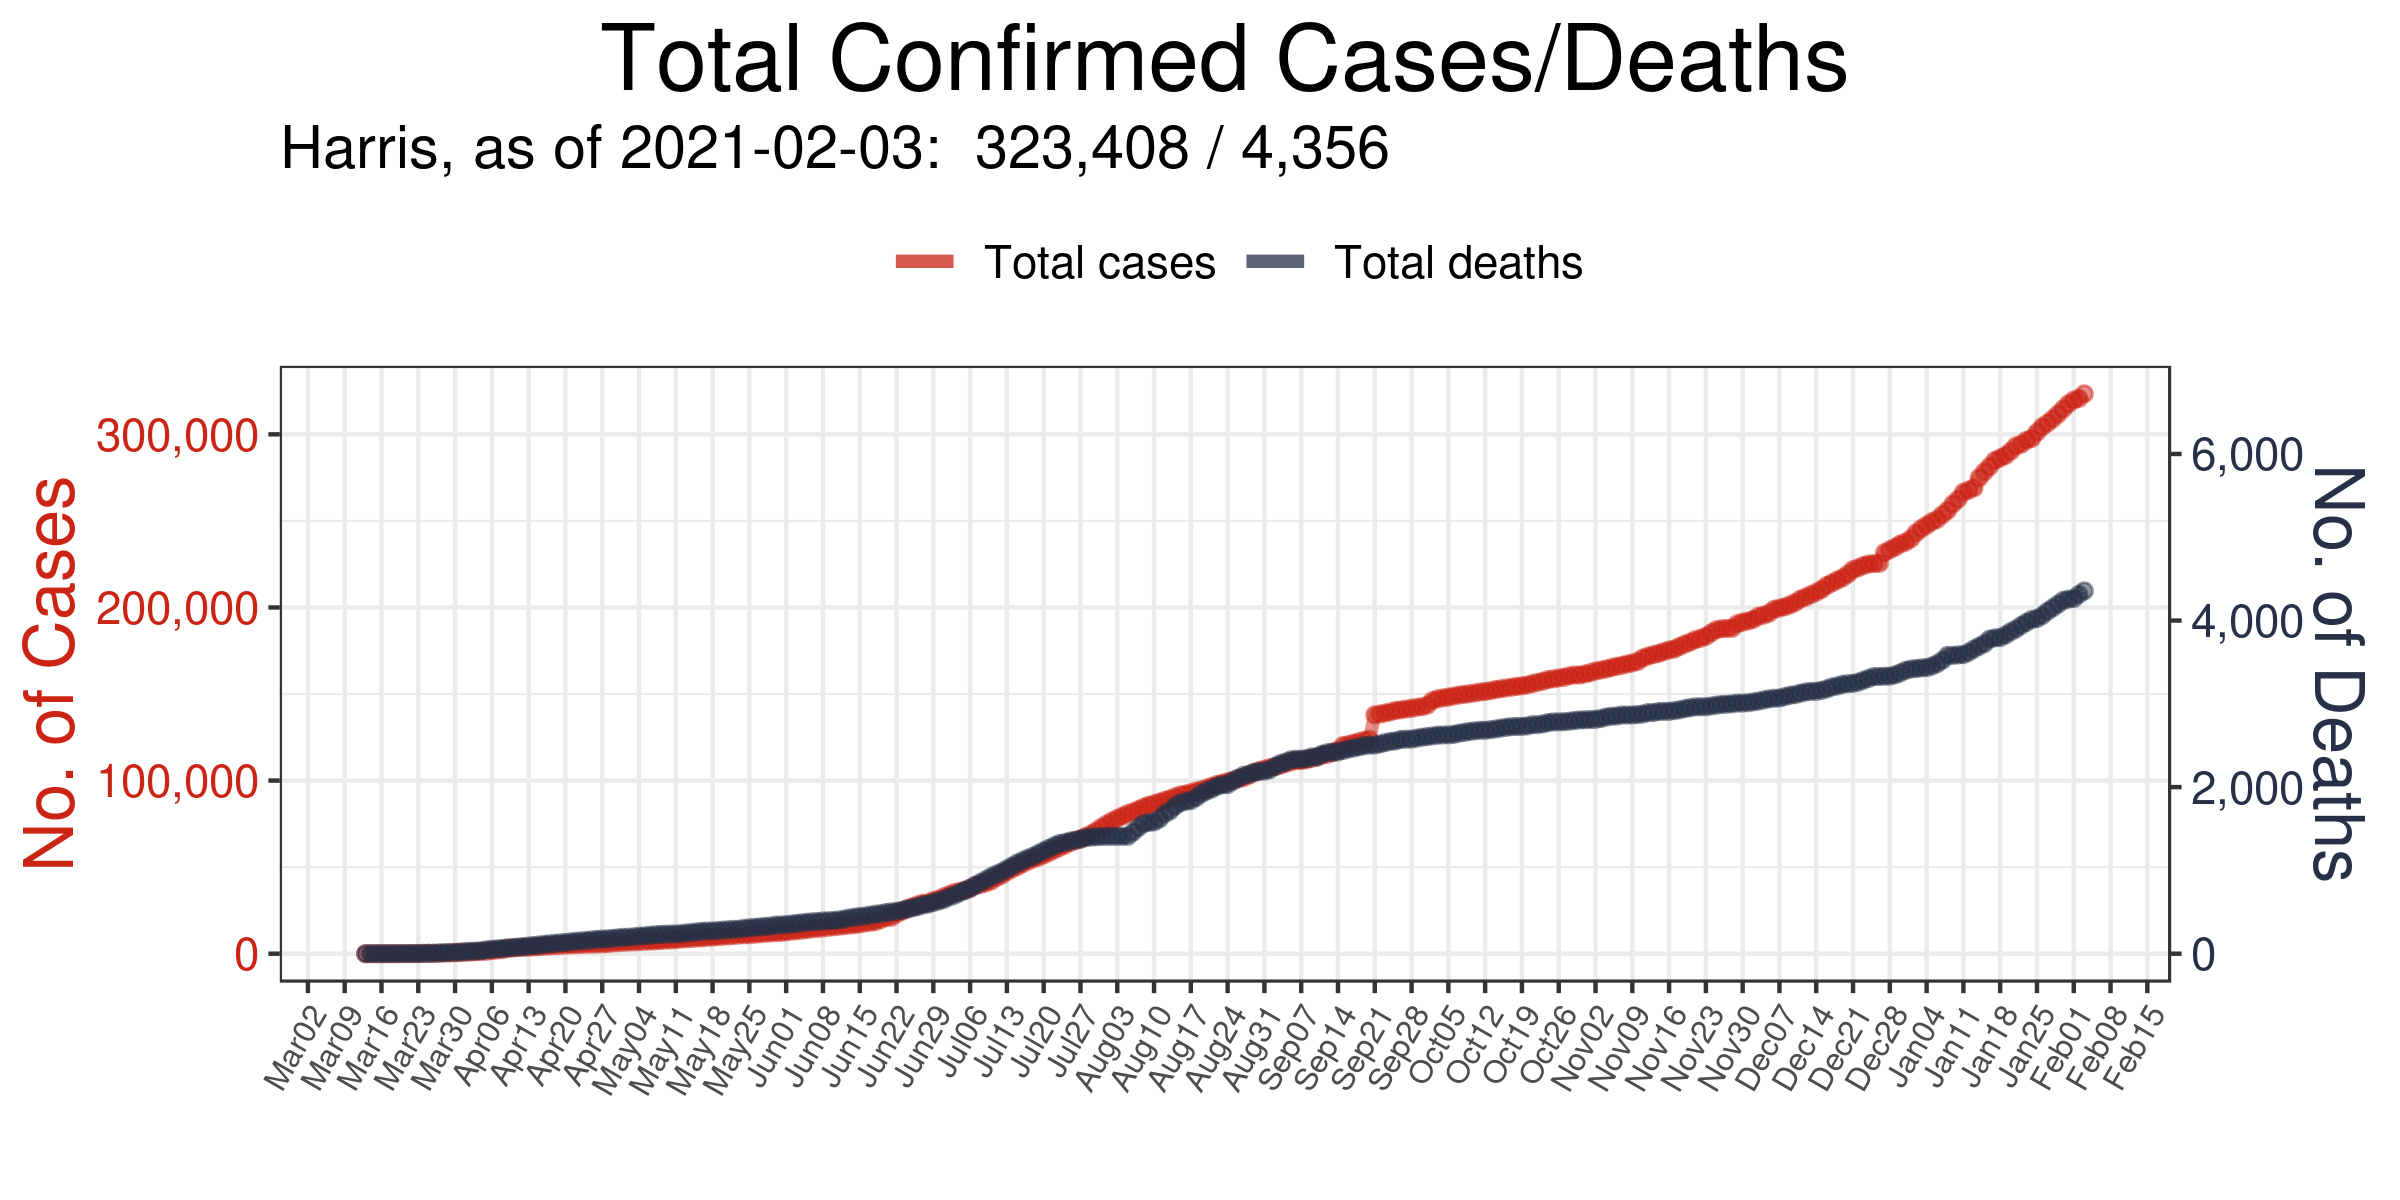 Total Confirmed Cases/Deaths
Harris, as of 2021-02-03:  323,408 / 4,356
Total cases
Total deaths
No. of Cases
300,000
200,000
100,000
0
6,000
4,000
2,000
0
No. of Deaths
Mar02
Mar09
Mar16
Mar23
Mar30
Apr06
Apr13
Apr20
Apr27
May04
May11
May18
May25
Jun01
Jun08
Jun15
Jun22
Jun29
Jul06
Jul13
Jul20
Jul27
Aug03
Aug10
Aug17
Aug24
Aug31
Sep07
Sep14
Sep21
Sep28
Oct05
Oct12
Oct19
Oct26
Nov02
Nov09
Nov16
Nov23
Nov30
Dec07
Dec14
Dec21
Dec28
Jan04
Jan11
Jan18
Jan25
Feb01
Feb08
Feb15